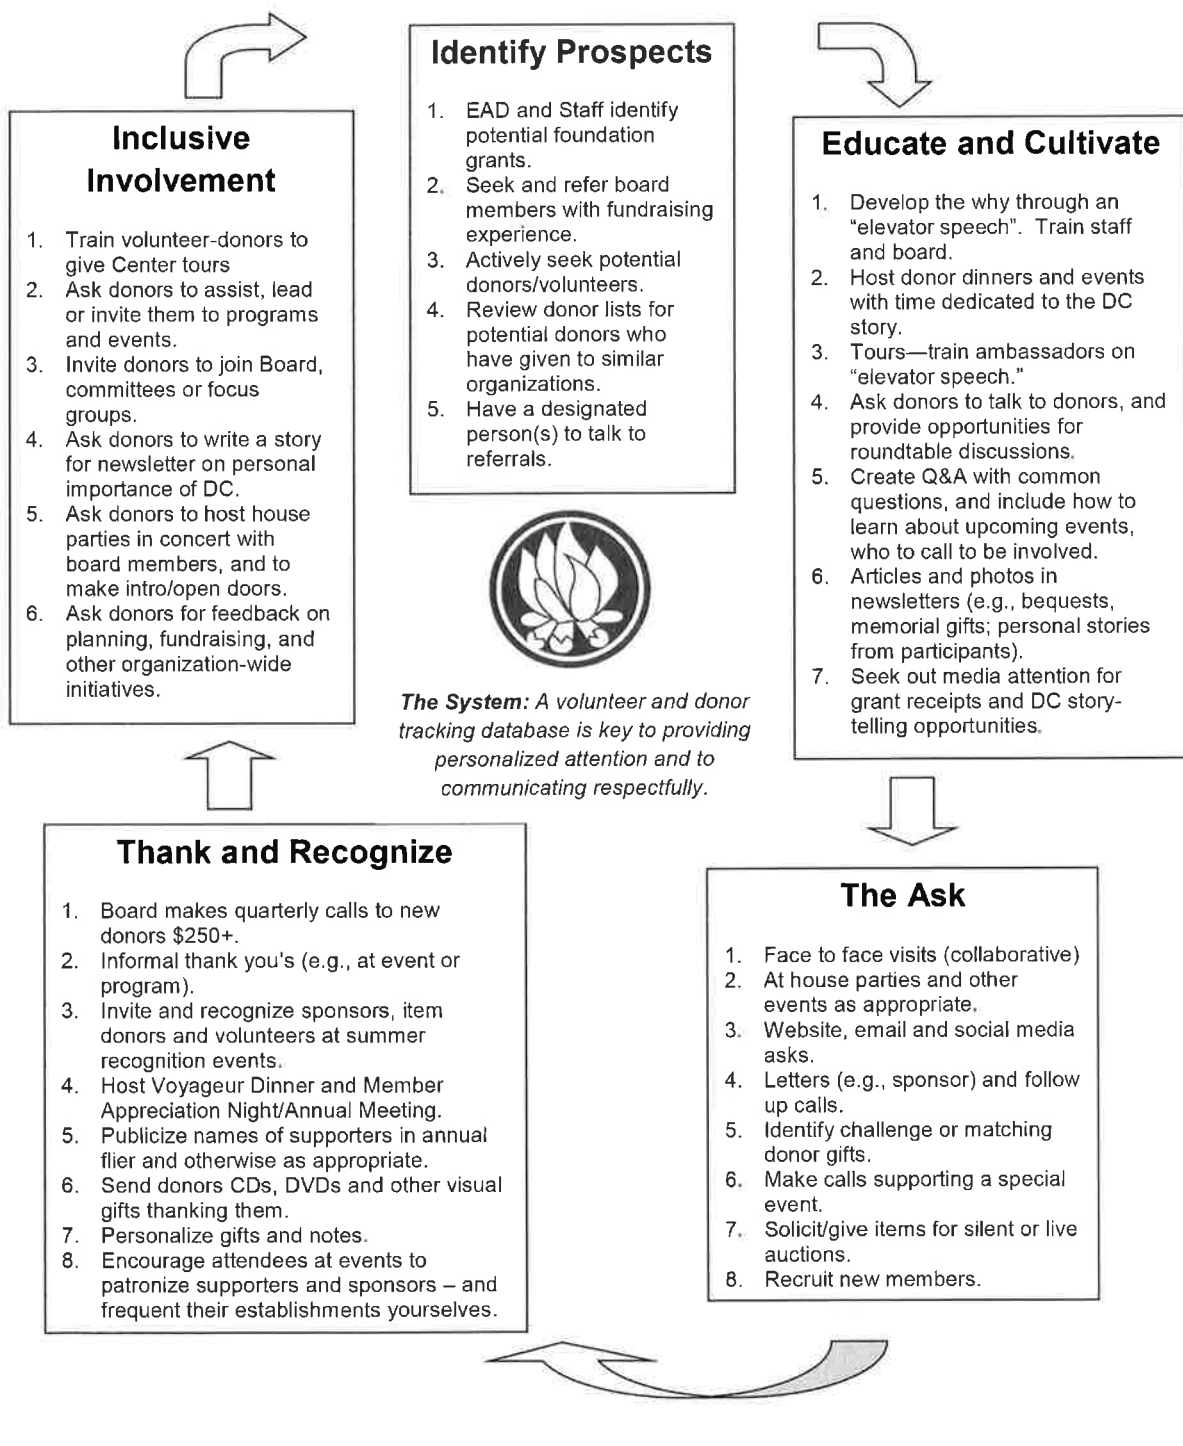 Identify Prospects
1. EAD and Staff identify
potential foundation
grants.
2. Seek and refer board
members with fundraising
experience.
3. Actively seek potential
donors/volunteers.
4. Review donor lists for
potential donors who
have given to similar
organizations.
5. Have a designated
person(s) to talk to
referrals.
Educate and Cultivate
1. Develop the why through an
“elevator speech”. Train staff
and board.
2. Host donor dinners and events
with time dedicated to the DC
story.
3. Tours—train ambassadors on
“elevator speech.”
4. Ask donors to talk to donors, and
provide opportunities for
roundtable discussions.
5. Create Q&A with common
questions, and include how to
learn about upcoming events,
who to call to be involved.
6. Articles and photos in
newsletters (e.g., bequests,
memorial gifts; personal stories
from participants).
7. Seek out media attention for
grant receipts and DC story-
telling opportunities.
The Ask
1. Face to face visits (collaborative)
2. At house parties and other
events as appropriate.
3. Website, email and social media
asks.
4. Letters (e.g., sponsor) and follow
up calls.
5. Identify challenge or matching
donor gifts.
6. Make calls supporting a special
event.
7. Solicit/give items for silent or live
auctions.
8. Recruit new members.
Thank and Recognize
1. Board makes quarterly calls to new
donors $250+.
2. Informal thank you's (e.g., at event or
program).
3. Invite and recognize sponsors, item
donors and volunteers at summer
recognition events.
4. Host Voyageur Dinner and Member
Appreciation Night/Annual Meeting.
5. Publicize names of supporters in annual
flier and otherwise as appropriate.
6. Send donors CDs, DVDs and other visual
gifts thanking them.
7. Personalize gifts and notes.
8. Encourage attendees at events to
patronize supporters and sponsors – and
frequent their establishments yourselves.
Inclusive
Involvement
1. Train volunteer-donors to
give Center tours
2. Ask donors to assist, lead
or invite them to programs
and events.
3. Invite donors to join Board,
committees or focus
groups.
4. Ask donors to write a story
for newsletter on personal
importance of DC.
5. Ask donors to host house
parties in concert with
board members, and to
make intro/open doors.
6. Ask donors for feedback on
planning, fundraising, and
other organization-wide
initiatives.
The System: A volunteer and donor
tracking database is key to providing
personalized attention and to
communicating respectfully.